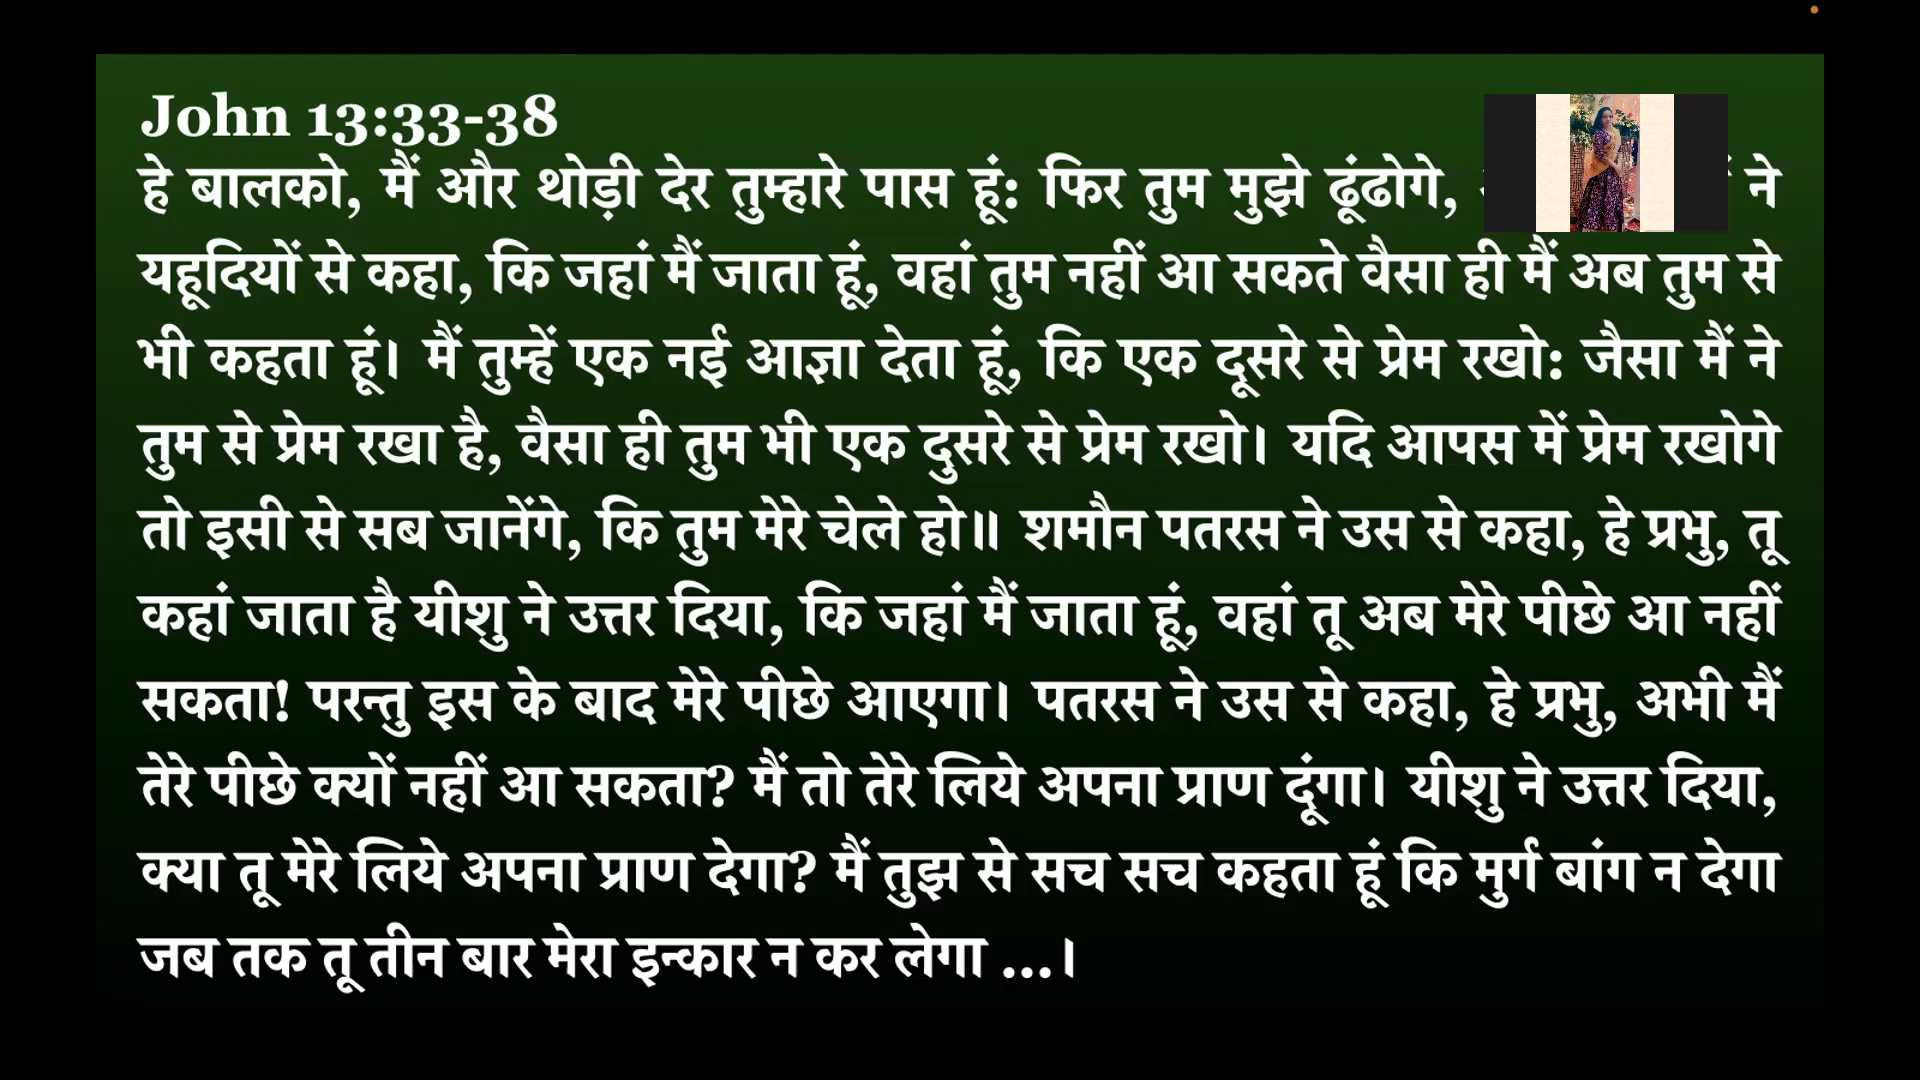 John 13:33-38
हे बालको, मैं और थोड़ी देर तुम्हारे पास हूं: फिर तुम मुझे ढूंढोगे, ने
यहूदियों से कहा, कि जहां मैं जाता हूं, वहां तुम नहीं आ सकते वैसा ही मैं अब तुम से
भी कहता हूं। मैं तुम्हें एक नई आज्ञा देता हूं, कि एक दूसरे से प्रेम रखो: जैसा मैं ने
तुम से प्रेम रखा है, वैसा ही तुम भी एक दुसरे से प्रेम रखो। यदि आपस में प्रेम रखोगे
तो इसी से सब जानेंगे, कि तुम मेरे चेले हो॥ शमौन पतरस ने उस से कहा, हे प्रभु, तू
कहां जाता है यीशु ने उत्तर दिया, कि जहां मैं जाता हूं, वहां तू अब मेरे पीछे आ नहीं
सकता! परन्तु इस के बाद मेरे पीछे आएगा। पतरस ने उस से कहा, हे प्रभु, अभी मैं
तेरे पीछे क्यों नहीं आ सकता? मैं तो तेरे लिये अपना प्राण दूंगा। यीशु ने उत्तर दिया,
क्या तू मेरे लिये अपना प्राण देगा? मैं तुझ से सच सच कहता हूं कि मुर्ग बांग न देगा
जब तक तू तीन बार मेरा इन्कार न कर लेगा ...।